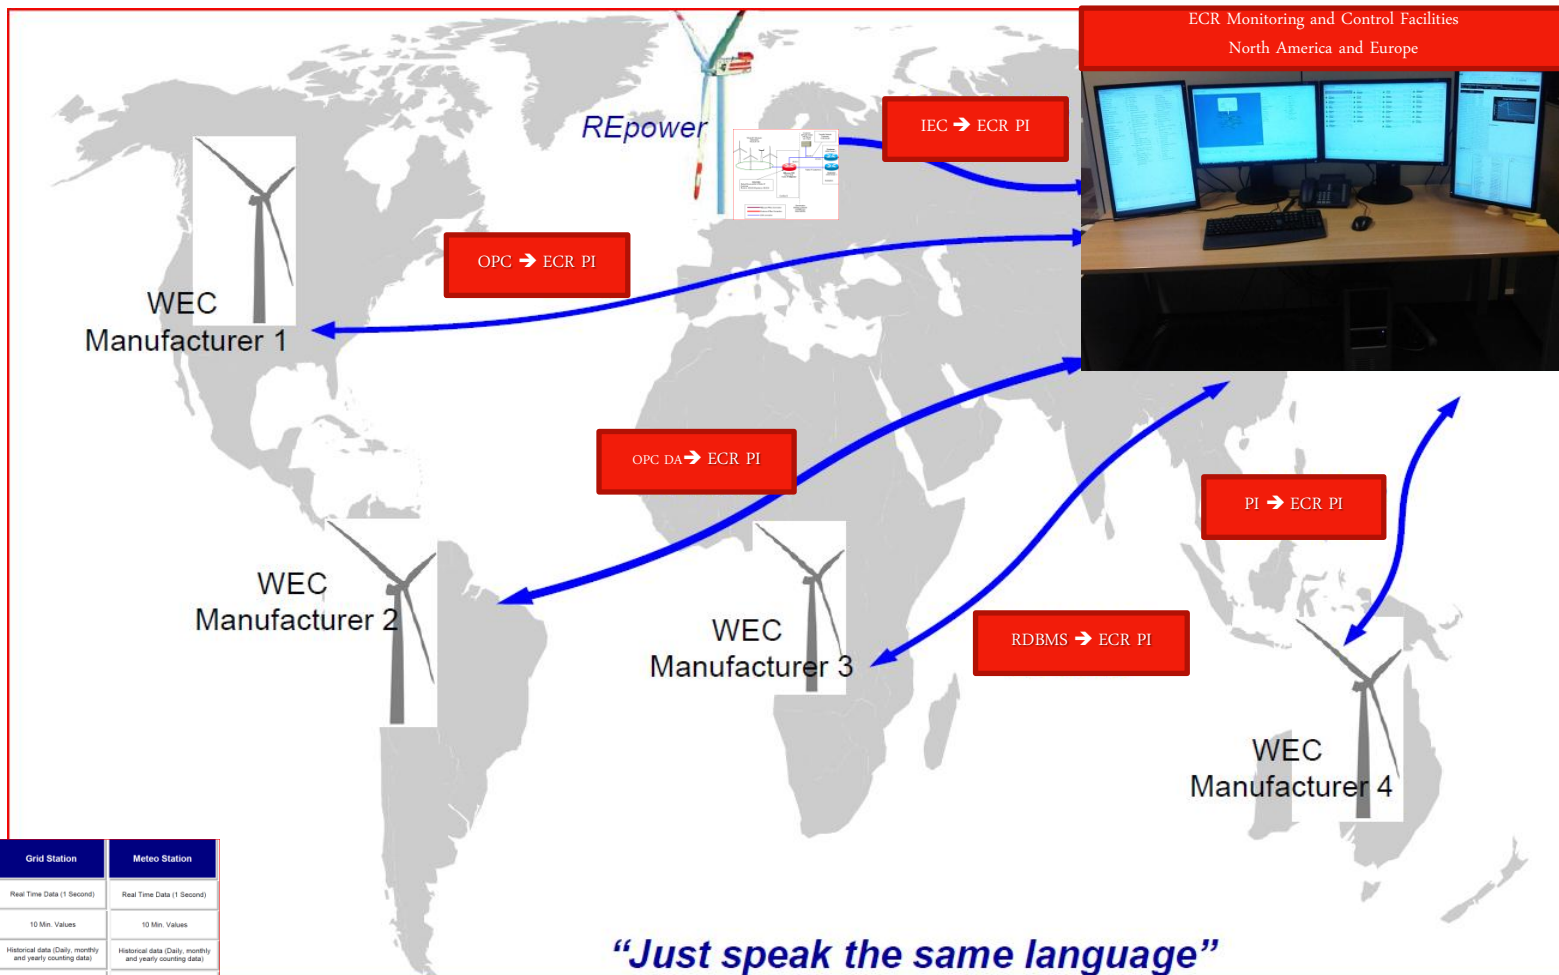 ECR Monitoring and Control Facilities
North America and Europe
REpower
IEC ➔ ECR PI
OPC ➔ ECR PI
WEC
Manufacturer 1
OPC DA➔ ECR PI
PI ➔ ECR PI
WEC
Manufacturer 2
WEC
Manufacturer 3
RDBMS ➔ ECR PI
WEC
Manufacturer 4
Grid Station
Meteo Station
Real Time Data (1 Second)
Real Time Data (1 Second)
10 Min. Values
10 Min. Values
Historical data (Daily, monthly
and yearly counting data)
Historical data (Daily, monthly
and yearly counting data)
“Just speak the same language”